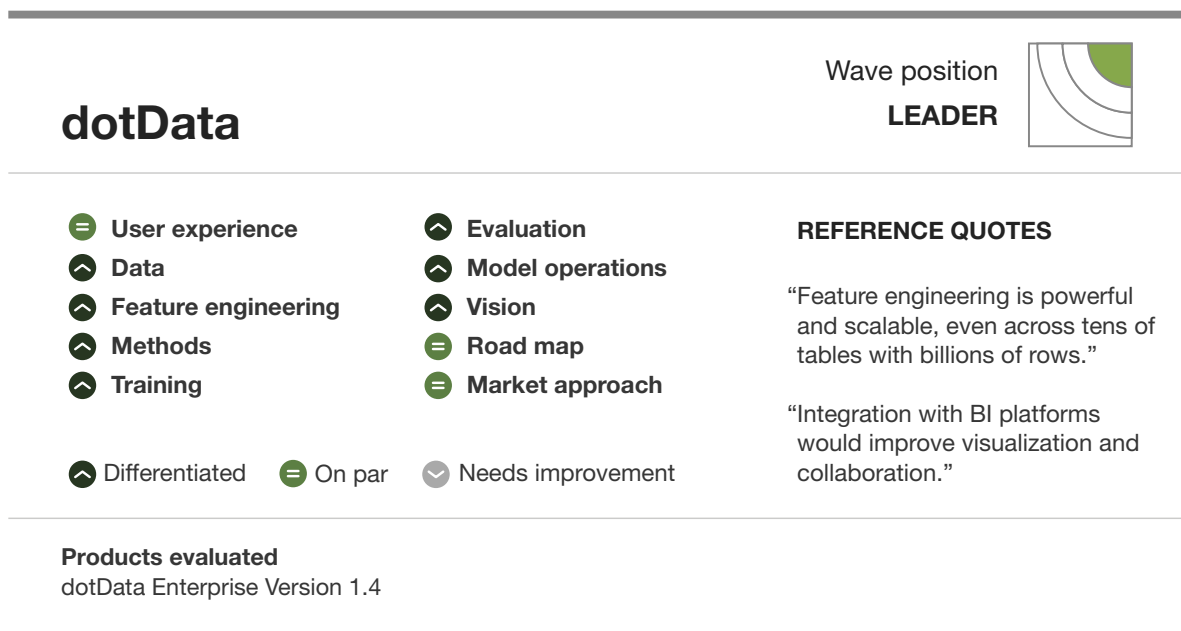 Wave position
LEADER
dotData
User experience
Data
Feature engineering
Methods
Training
Evaluation
Model operations
Vision
Road map
Market approach
Differentiated
On par
Needs improvement
REFERENCE QUOTES
“Feature engineering is powerful
and scalable, even across tens of
tables with billions of rows.”
“Integration with BI platforms
would improve visualization and
collaboration.”
Products evaluated
dotData Enterprise Version 1.4